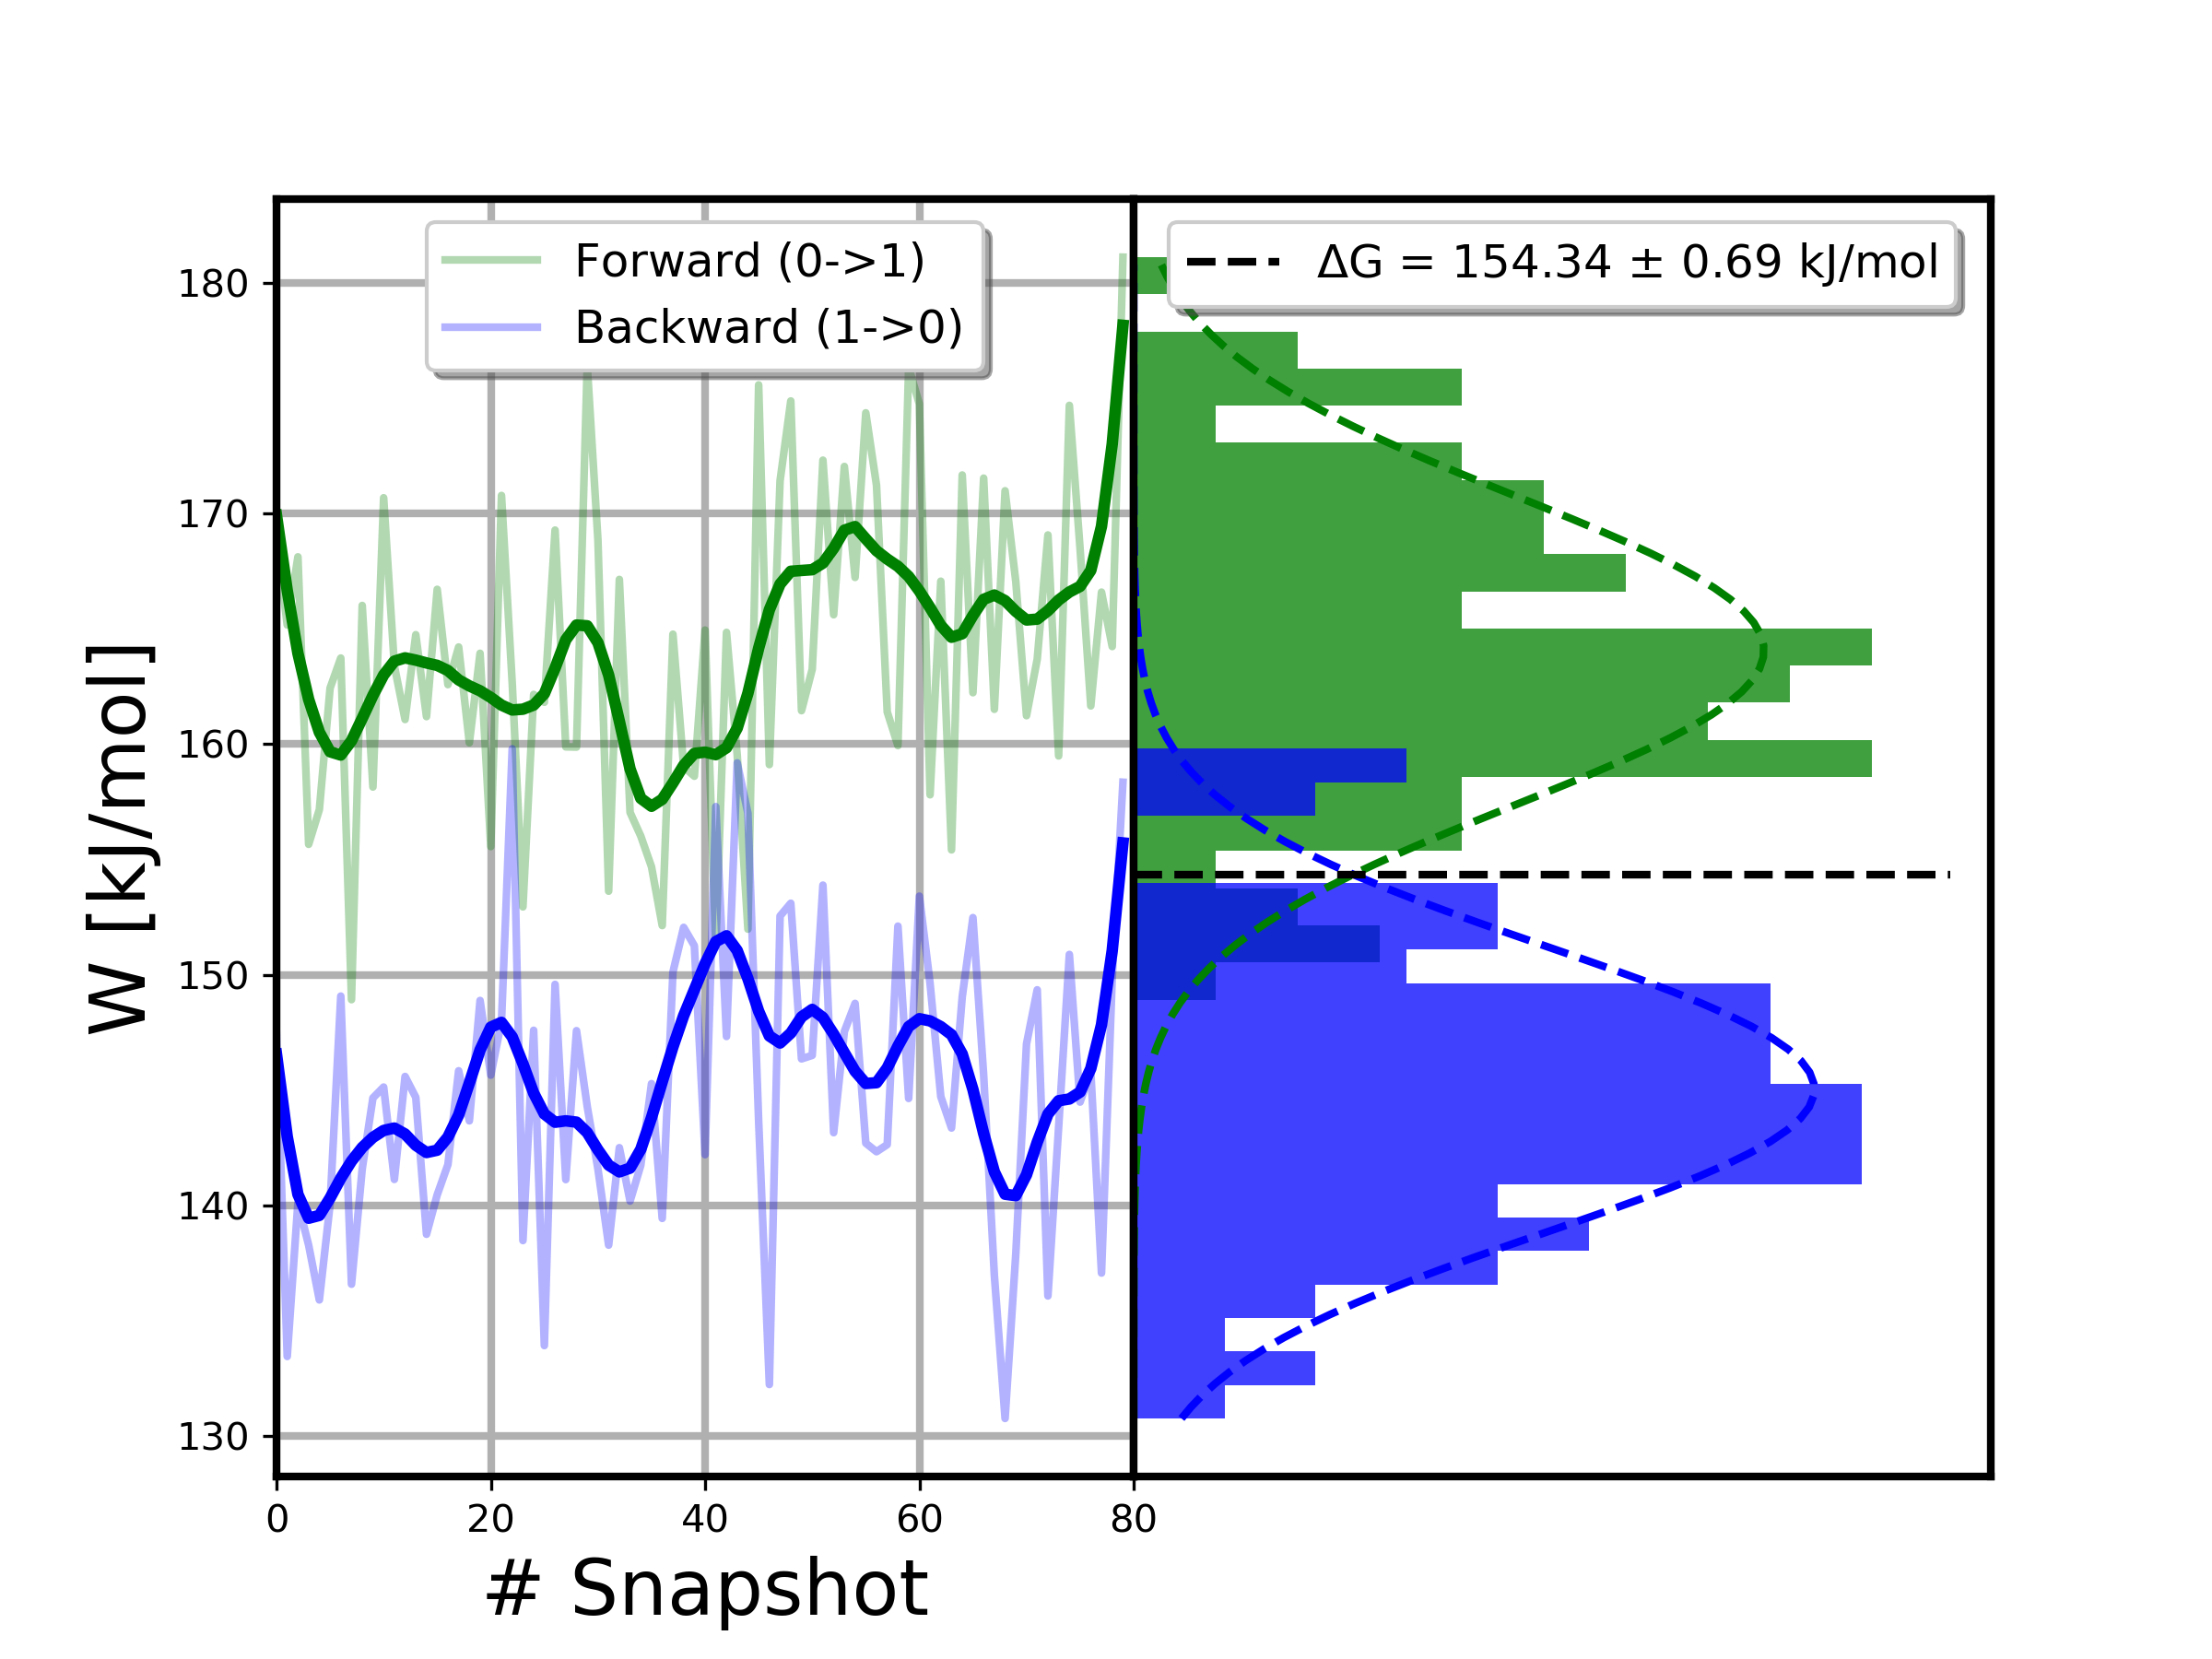 Forward (0->1)
Backward (1->0)
ΔG = 154.34 ± 0.69 kJ/mol
180
170
160
150
140
130
W [kJ/mol]
0 20 40 60 80
# Snapshot